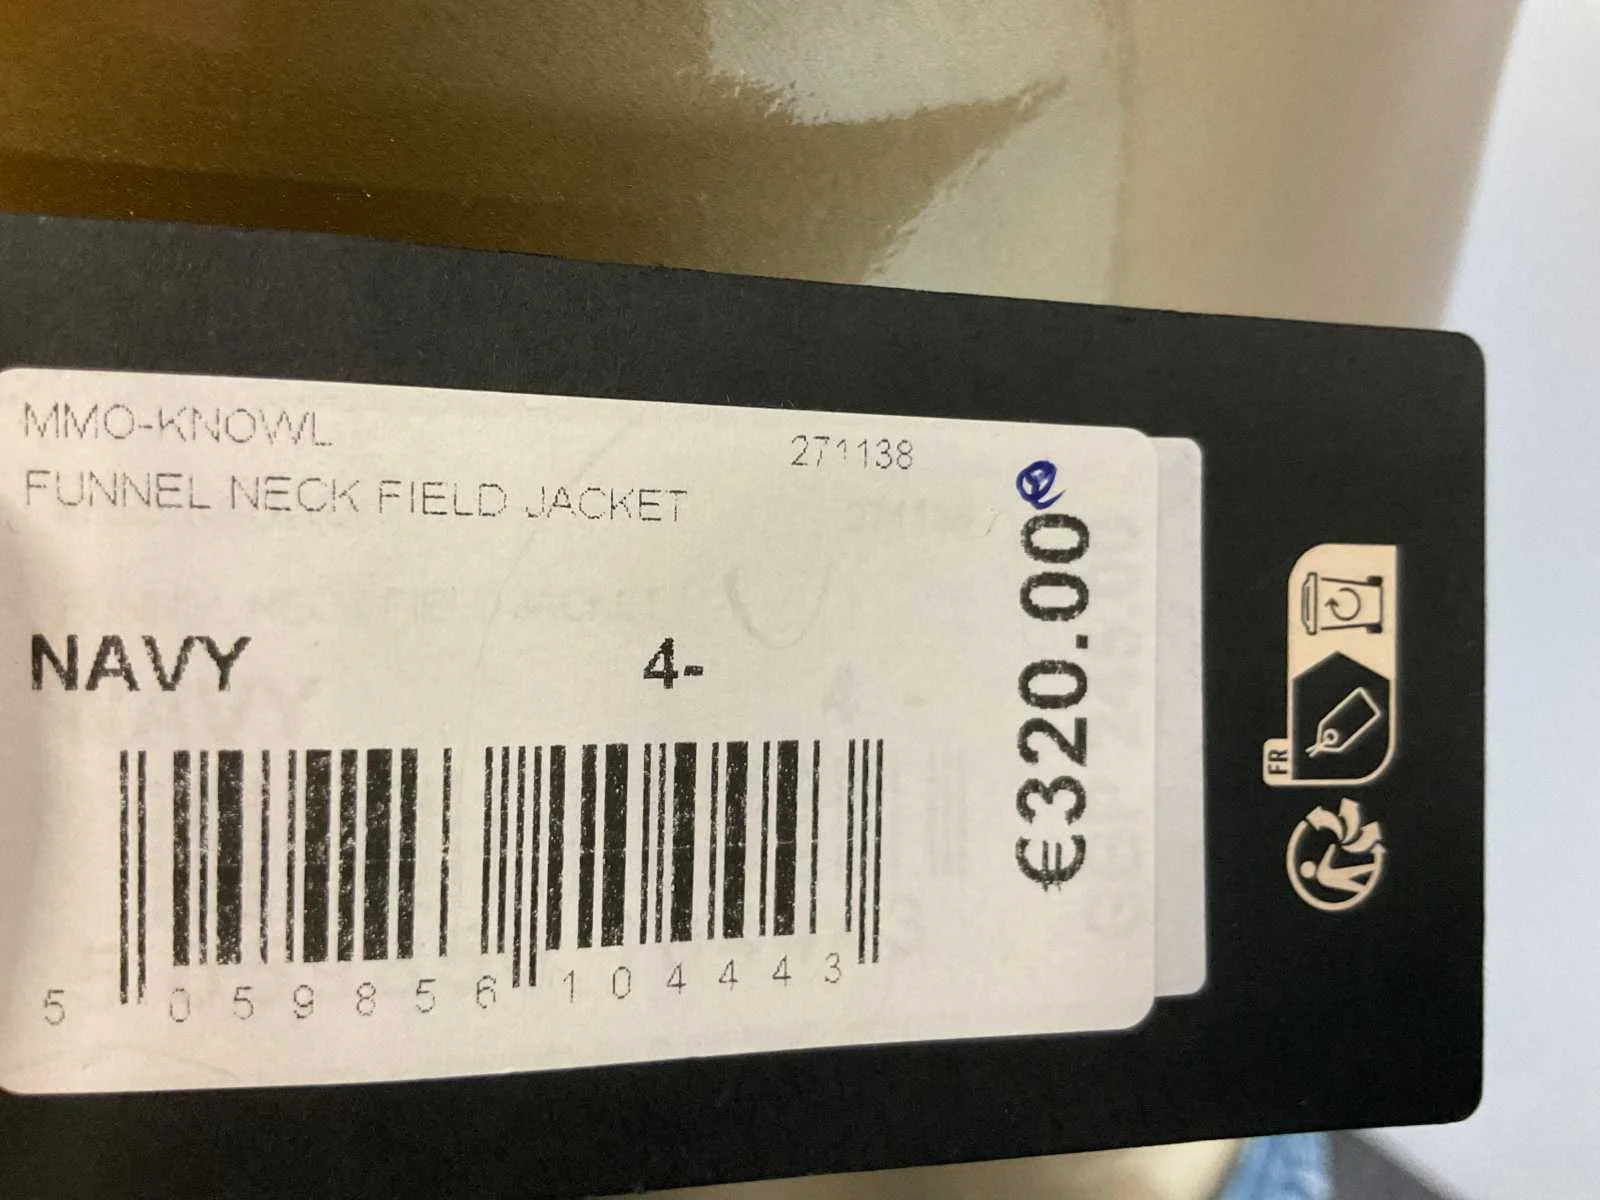 MMO-KNOWL
271138
FUNNEL NECK FIELD JACKET
NAVY 4-
€320.00
5 059856 104443
FR